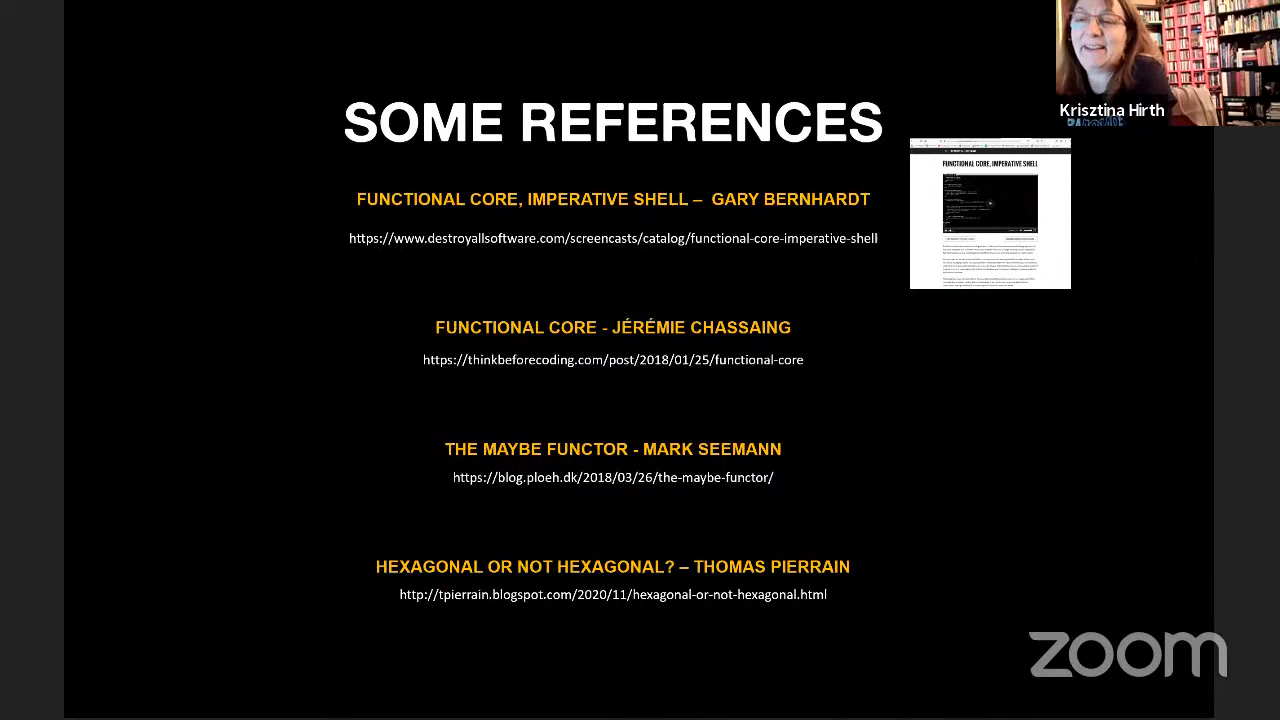 SOME REFERENCES
Krisztina Hirth
FUNCTIONAL CORE, IMPERATIVE SHELL
FUNCTIONAL CORE, IMPERATIVE SHELL – GARY BERNHARDT
https://www.destroyallsoftware.com/screencasts/catalog/functional-core-imperative-shell
FUNCTIONAL CORE - JÉRÉMIE CHASSAING
https://thinkbeforecoding.com/post/2018/01/25/functional-core
THE MAYBE FUNCTOR - MARK SEEMANN
https://blog.ploeh.dk/2018/03/26/the-maybe-functor/
HEXAGONAL OR NOT HEXAGONAL? – THOMAS PIERRAIN
http://tpierrain.blogspot.com/2020/11/hexagonal-or-not-hexagonal.html
zoom